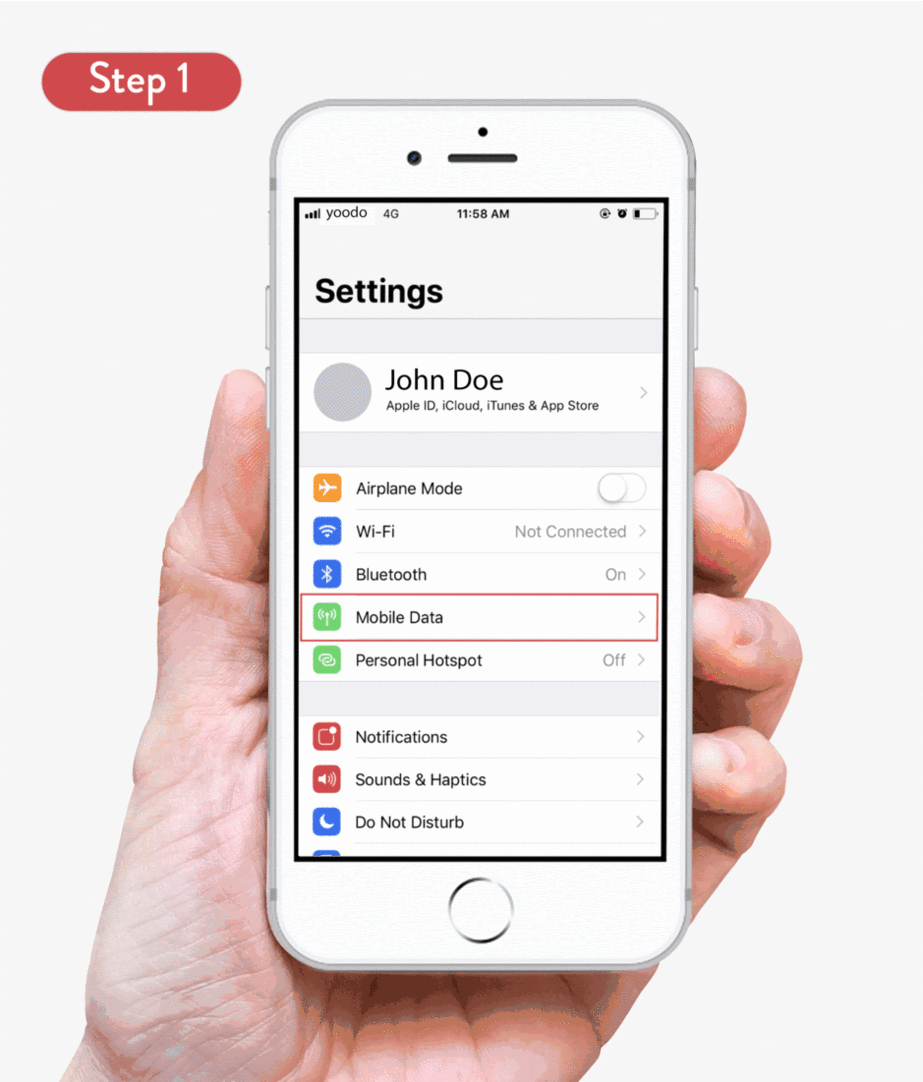 Step 1
yoodo 4G 11:58 AM
Settings
John Doe
Apple ID, iCloud, iTunes & App Store
Airplane Mode
Wi-Fi Not Connected
Bluetooth On
Mobile Data
Personal Hotspot Off
Notifications
Sounds & Haptics
Do Not Disturb